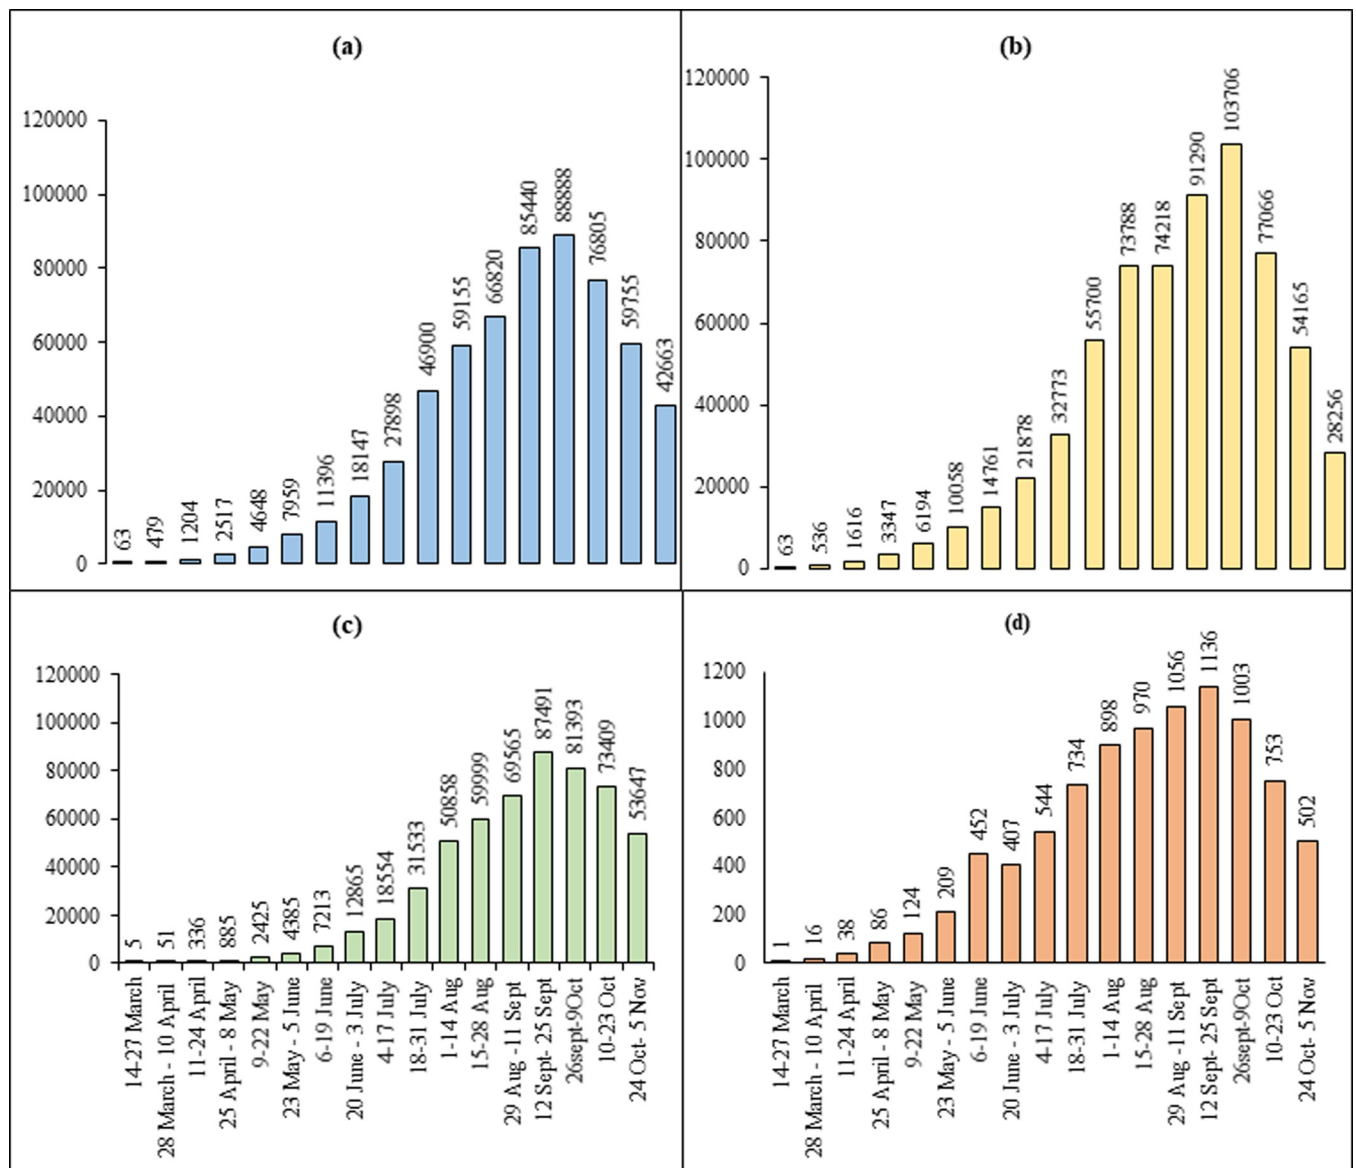 (a)
120000
100000
80000
60000
40000
20000
0
63
479
1204
2517
4648
7959
11396
18147
27898
46900
59155
66820
85440
88888
76805
59755
42663
(b)
120000
100000
80000
60000
40000
20000
0
63
536
1616
3347
6194
10058
14761
21878
32773
55700
73788
74218
91290
103706
77066
54165
28256
(c)
120000
100000
80000
60000
40000
20000
0
5
51
336
885
2425
4385
7213
12865
18554
31533
50858
59999
69565
87491
81393
73409
53647
14-27 March
28 March - 10 April
11-24 April
25 April - 8 May
9-22 May
23 May - 5 June
6-19 June
20 June - 3 July
4-17 July
18-31 July
1-14 Aug
15-28 Aug
29 Aug -11 Sept
12 Sept- 25 Sept
26sept-9Oct
10-23 Oct
24 Oct- 5 Nov
(d)
1200
1000
800
600
400
200
0
1
16
38
86
124
209
452
407
544
734
898
970
1056
1136
1003
753
502
14-27 March
28 March - 10 April
11-24 April
25 April - 8 May
9-22 May
23 May - 5 June
6-19 June
20 June - 3 July
4-17 July
18-31 July
1-14 Aug
15-28 Aug
29 Aug -11 Sept
12 Sept- 25 Sept
26sept-9Oct
10-23 Oct
24 Oct- 5 Nov